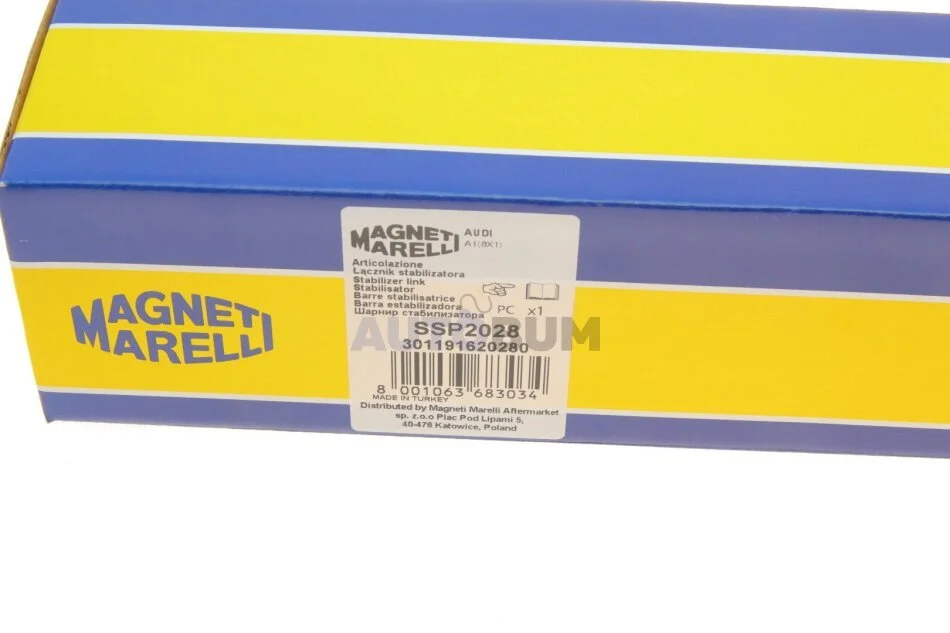 MAGNETI
MARELLI
MAGNETI
MARELLI
AUDI
A1(8X1)
Articolazione
Łącznik stabilizatora
Stabilizer link
Stabilisator
Barre stabilisatrice
Barra estabilizadora
Шарнир стабилизатора
PC x1
SSP2028
301191620280
8 001063 683034
MADE IN TURKEY
Distributed by Magneti Marelli Aftermarket
sp. z.o.o Plac Pod Lipami 5,
40-476 Katowice, Poland